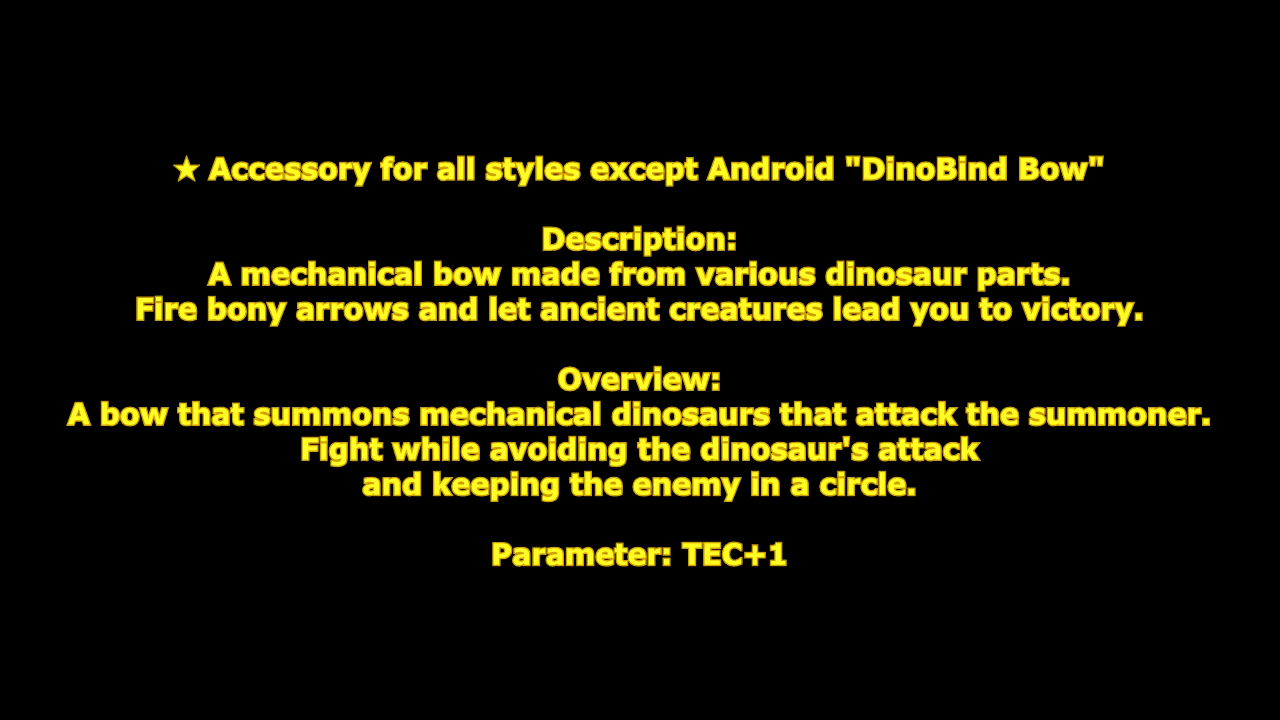 ★ Accessory for all styles except Android "DinoBind Bow"
Description:
A mechanical bow made from various dinosaur parts.
Fire bony arrows and let ancient creatures lead you to victory.
Overview:
A bow that summons mechanical dinosaurs that attack the summoner.
Fight while avoiding the dinosaur's attack
and keeping the enemy in a circle.
Parameter: TEC+1